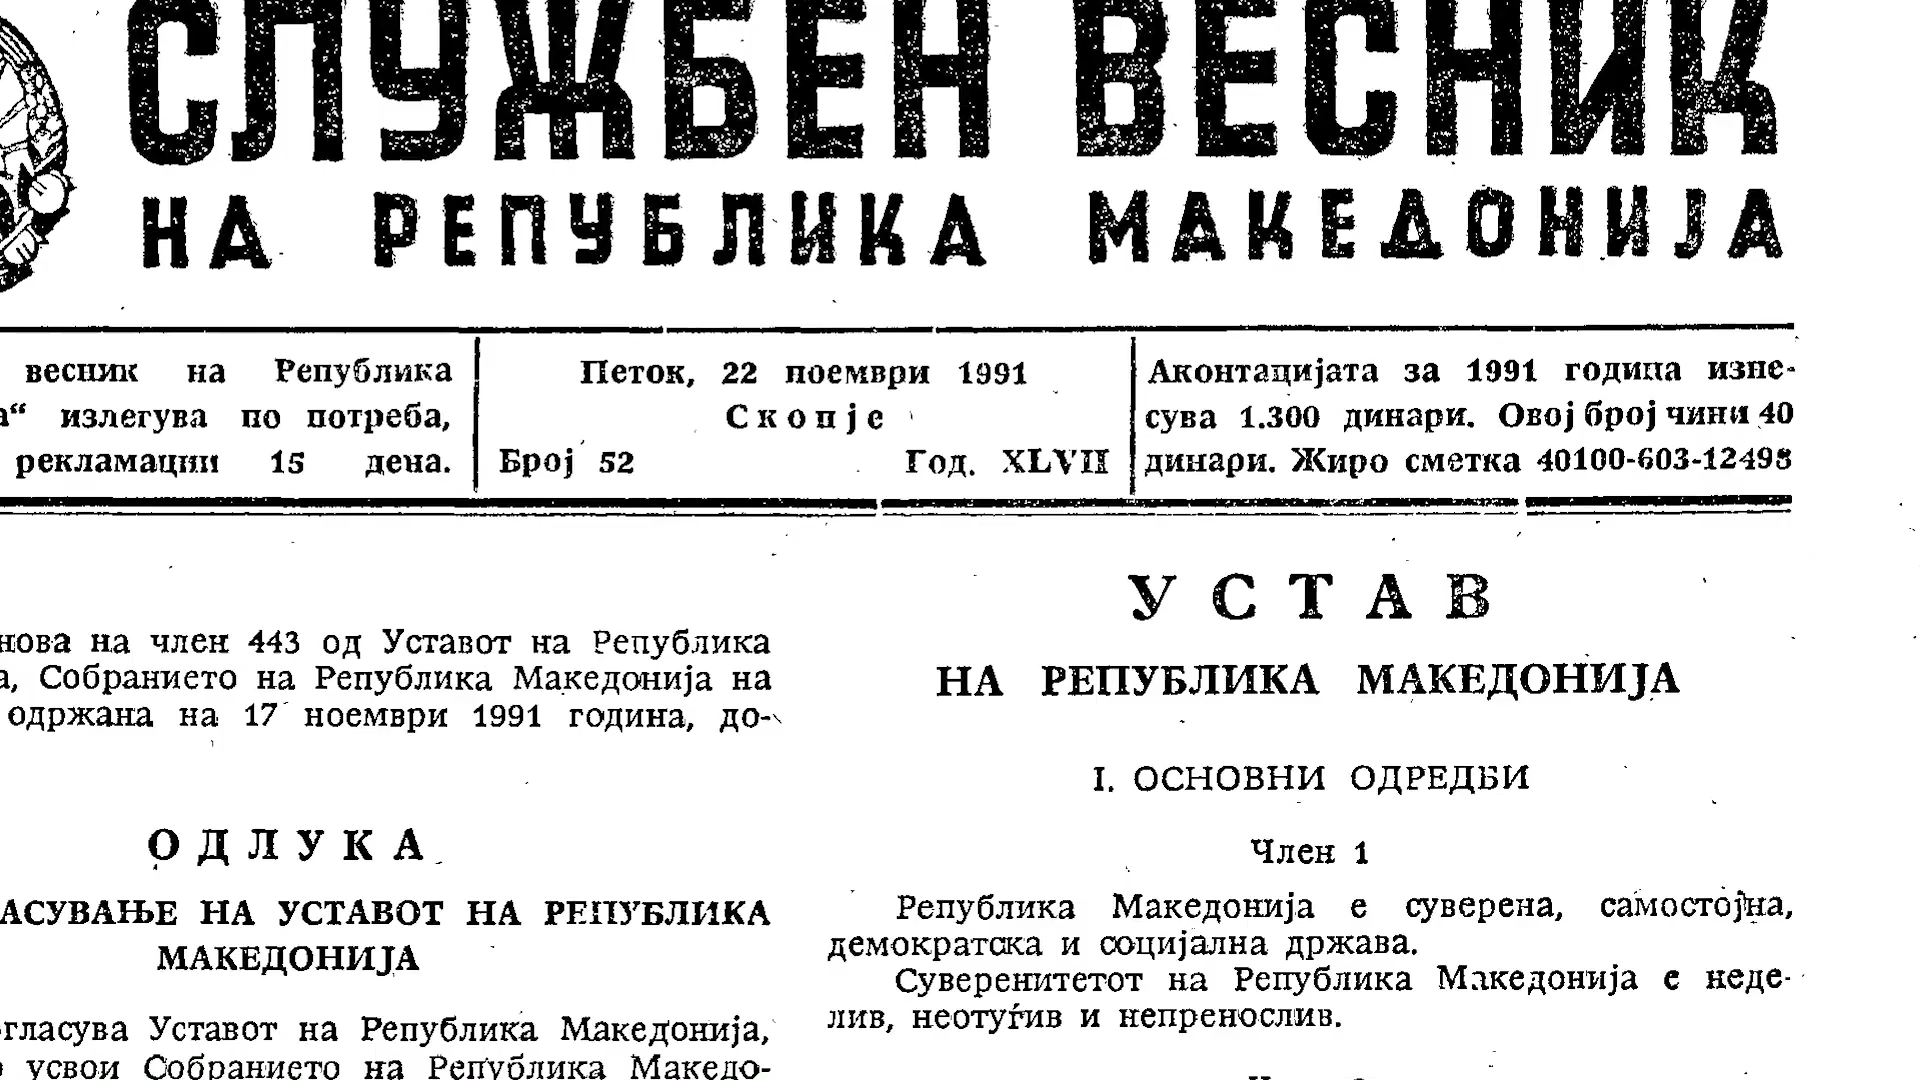 СЛУЖБЕН ВЕСНИК
НА РЕПУБЛИКА МАКЕДОНИЈА
весник на Република
а“ излегува по потреба,
рекламации 15 дена.
Петок, 22 ноември 1991
Скопје
Број 52 Год. XLVII
Аконтацијата за 1991 година изне-
сува 1.300 динари. Овој број чини 40
динари. Жиро сметка 40100-603-12498
нова на член 443 од Уставот на Република
а, Собранието на Република Македонија на
одржана на 17 ноември 1991 година, до-
ОДЛУКА
АСУВАЊЕ НА УСТАВОТ НА РЕПУБЛИКА
МАКЕДОНИЈА
гласува Уставот на Република Македонија,
усвои Собранието на Република Македо-
УСТАВ
НА РЕПУБЛИКА МАКЕДОНИЈА
I. ОСНОВНИ ОДРЕДБИ
Член 1
Република Македонија е суверена, самостојна,
демократска и социјална држава.
Суверенитетот на Република Македонија е неде-
лив, неотуѓив и непренослив.